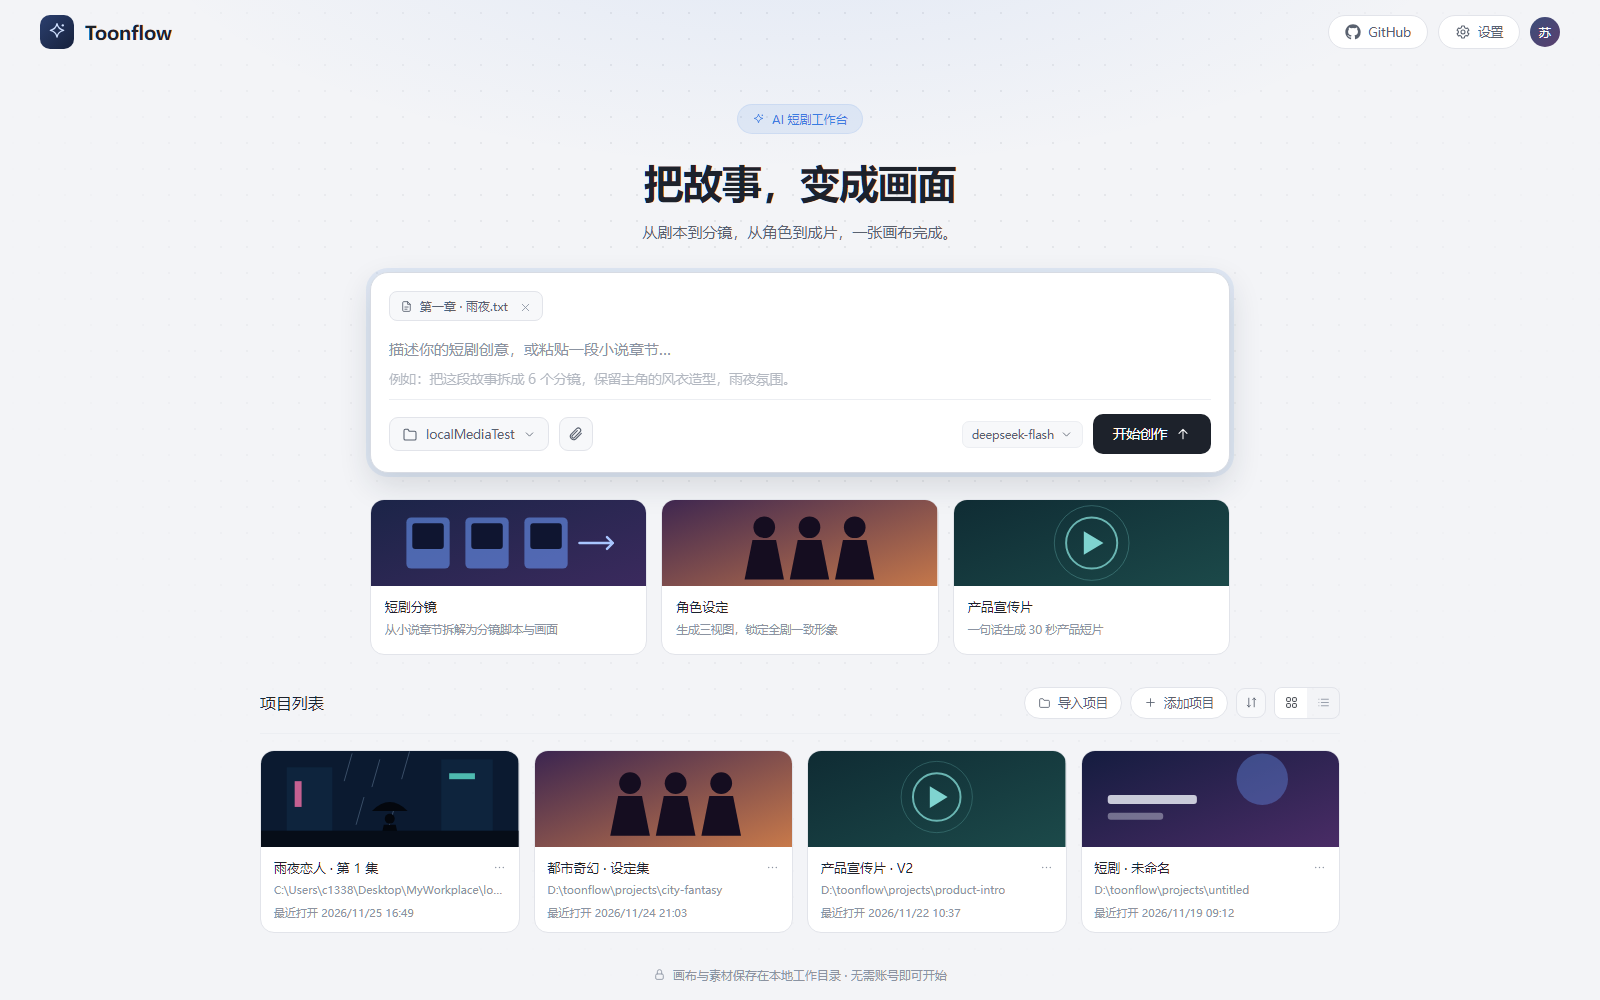 Toonflow
GitHub
设置
苏
AI 短剧工作台
把故事，变成画面
从剧本到分镜，从角色到成片，一张画布完成。
第一章 · 雨夜.txt
描述你的短剧创意，或粘贴一段小说章节...
例如：把这段故事拆成 6 个分镜，保留主角的风衣造型，雨夜氛围。
localMediaTest
deepseek-flash
开始创作
短剧分镜
从小说章节拆解为分镜脚本与画面
角色设定
生成三视图，锁定全剧一致形象
产品宣传片
一句话生成 30 秒产品短片
项目列表
导入项目
添加项目
雨夜恋人 · 第 1 集
C:\Users\c1338\Desktop\MyWorkplace\lo...
最近打开 2026/11/25 16:49
都市奇幻 · 设定集
D:\toonflow\projects\city-fantasy
最近打开 2026/11/24 21:03
产品宣传片 · V2
D:\toonflow\projects\product-intro
最近打开 2026/11/22 10:37
短剧 · 未命名
D:\toonflow\projects\untitled
最近打开 2026/11/19 09:12
画布与素材保存在本地工作目录 · 无需账号即可开始